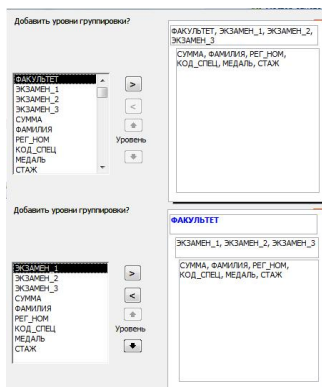 Добавить уровни группировки?
ФАКУЛЬТЕТ, ЭКЗАМЕН_1, ЭКЗАМЕН_2,
ЭКЗАМЕН_3
СУММА, ФАМИЛИЯ, РЕГ_НОМ,
КОД_СПЕЦ, МЕДАЛЬ, СТАЖ
ФАКУЛЬТЕТ
ЭКЗАМЕН_1
ЭКЗАМЕН_2
ЭКЗАМЕН_3
СУММА
ФАМИЛИЯ
РЕГ_НОМ
КОД_СПЕЦ
МЕДАЛЬ
СТАЖ
>
<
Уровень
Добавить уровни группировки?
ФАКУЛЬТЕТ
ЭКЗАМЕН_1, ЭКЗАМЕН_2, ЭКЗАМЕН_3
СУММА, ФАМИЛИЯ, РЕГ_НОМ,
КОД_СПЕЦ, МЕДАЛЬ, СТАЖ
ЭКЗАМЕН_1
ЭКЗАМЕН_2
ЭКЗАМЕН_3
СУММА
ФАМИЛИЯ
РЕГ_НОМ
КОД_СПЕЦ
МЕДАЛЬ
СТАЖ
>
<
Уровень